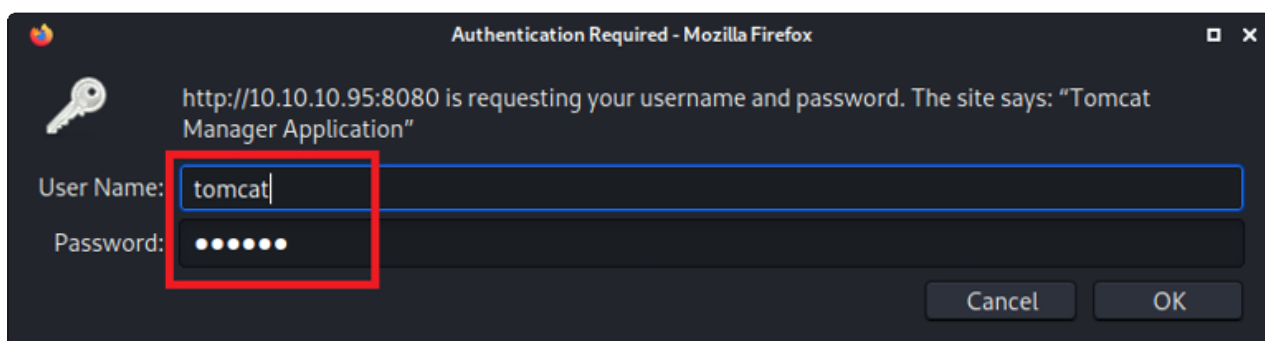 Authentication Required - Mozilla Firefox
http://10.10.10.95:8080 is requesting your username and password. The site says: “Tomcat
Manager Application”
User Name: tomcat
Password: ••••••
Cancel OK